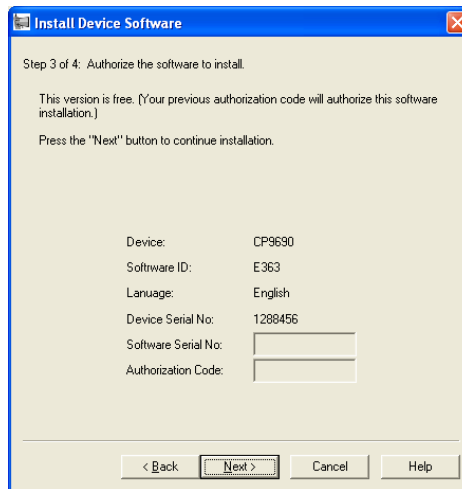 Install Device Software
Step 3 of 4: Authorize the software to install.
This version is free. (Your previous authorization code will authorize this software
installation.)
Press the "Next" button to continue installation.
Device: CP9690
Softrware ID: E363
Lanuage: English
Device Serial No: 1288456
Software Serial No:
Authorization Code:
< Back Next > Cancel Help